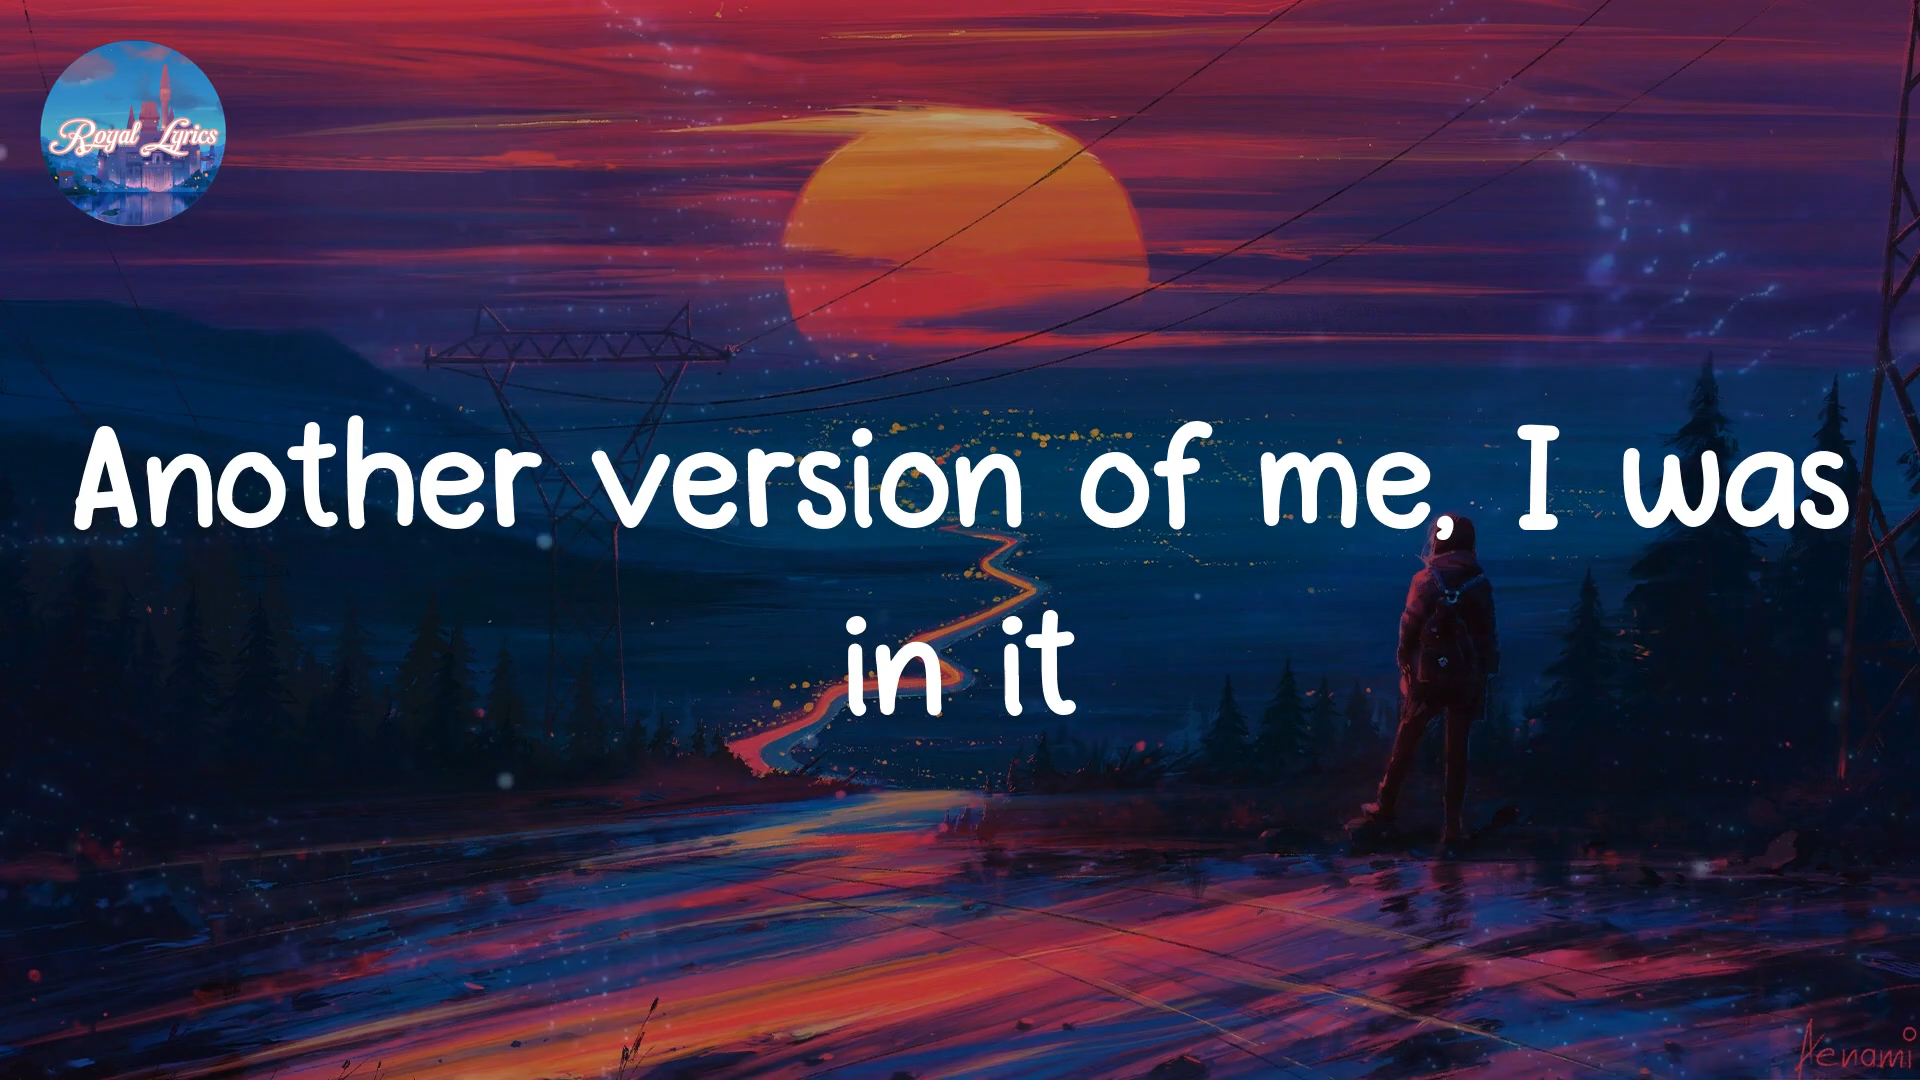 Royal Lyrics
Another version of me, I was
in it
Aenami